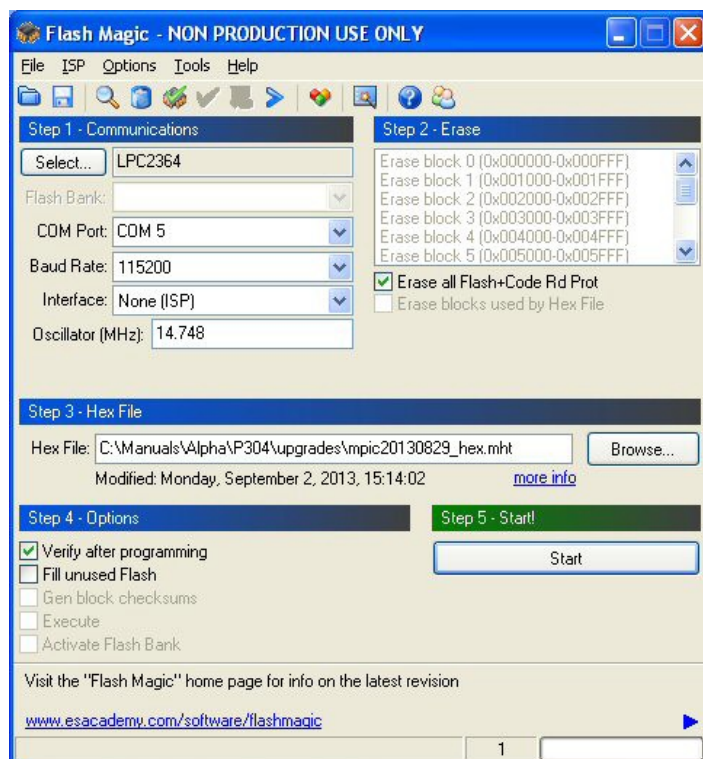 Flash Magic - NON PRODUCTION USE ONLY
File ISP Options Tools Help
Step 1 - Communications
Select... LPC2364
Flash Bank:
COM Port: COM 5
Baud Rate: 115200
Interface: None (ISP)
Oscillator (MHz): 14.748
Step 2 - Erase
Erase block 0 (0x000000-0x000FFF)
Erase block 1 (0x001000-0x001FFF)
Erase block 2 (0x002000-0x002FFF)
Erase block 3 (0x003000-0x003FFF)
Erase block 4 (0x004000-0x004FFF)
Erase block 5 (0x005000-0x005FFF)
Erase all Flash+Code Rd Prot
Erase blocks used by Hex File
Step 3 - Hex File
Hex File: C:\Manuals\Alpha\P304\upgrades\mpic20130829_hex.mht Browse...
Modified: Monday, September 2, 2013, 15:14:02 more info
Step 4 - Options
Verify after programming
Fill unused Flash
Gen block checksums
Execute
Activate Flash Bank
Step 5 - Start!
Start
Visit the "Flash Magic" home page for info on the latest revision
www.esacademy.com/software/flashmagic
1